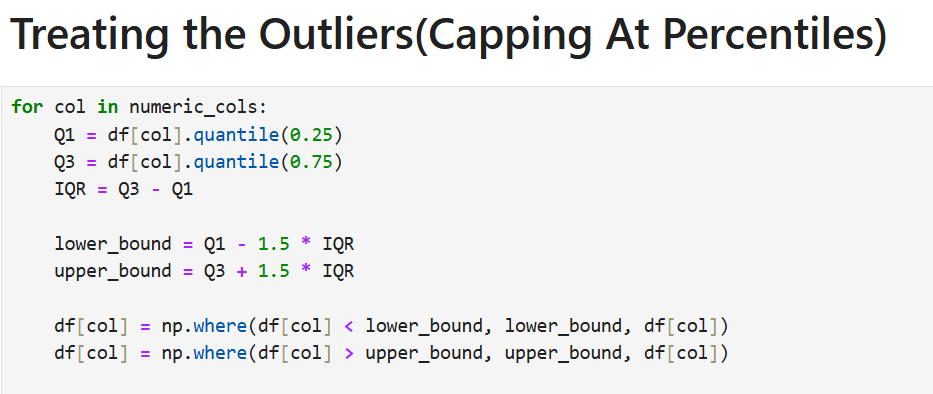 Treating the Outliers(Capping At Percentiles)
for col in numeric_cols:
    Q1 = df[col].quantile(0.25)
    Q3 = df[col].quantile(0.75)
    IQR = Q3 - Q1
    lower_bound = Q1 - 1.5 * IQR
    upper_bound = Q3 + 1.5 * IQR
    df[col] = np.where(df[col] < lower_bound, lower_bound, df[col])
    df[col] = np.where(df[col] > upper_bound, upper_bound, df[col])